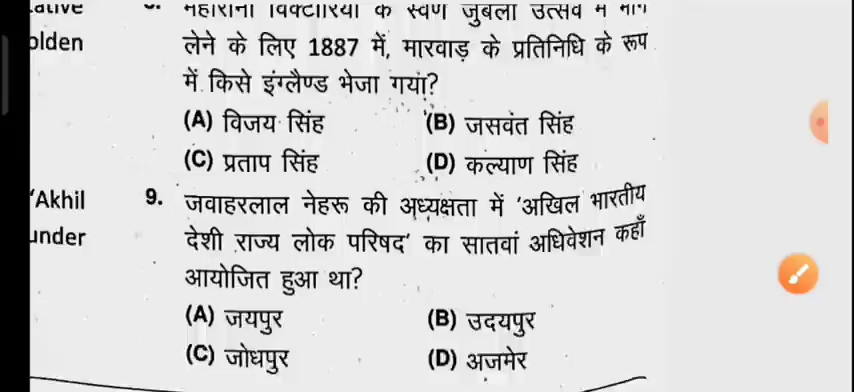 lative
olden
महारानी विक्टोरिया के स्वर्ण जुबली उत्सव में भाग
लेने के लिए 1887 में, मारवाड़ के प्रतिनिधि के रूप
में किसे इंग्लैण्ड भेजा गया?
(A) विजय सिंह (B) जसवंत सिंह
(C) प्रताप सिंह (D) कल्याण सिंह
'Akhil
under
9. जवाहरलाल नेहरू की अध्यक्षता में 'अखिल भारतीय
देशी राज्य लोक परिषद' का सातवां अधिवेशन कहाँ
आयोजित हुआ था?
(A) जयपुर (B) उदयपुर
(C) जोधपुर (D) अजमेर